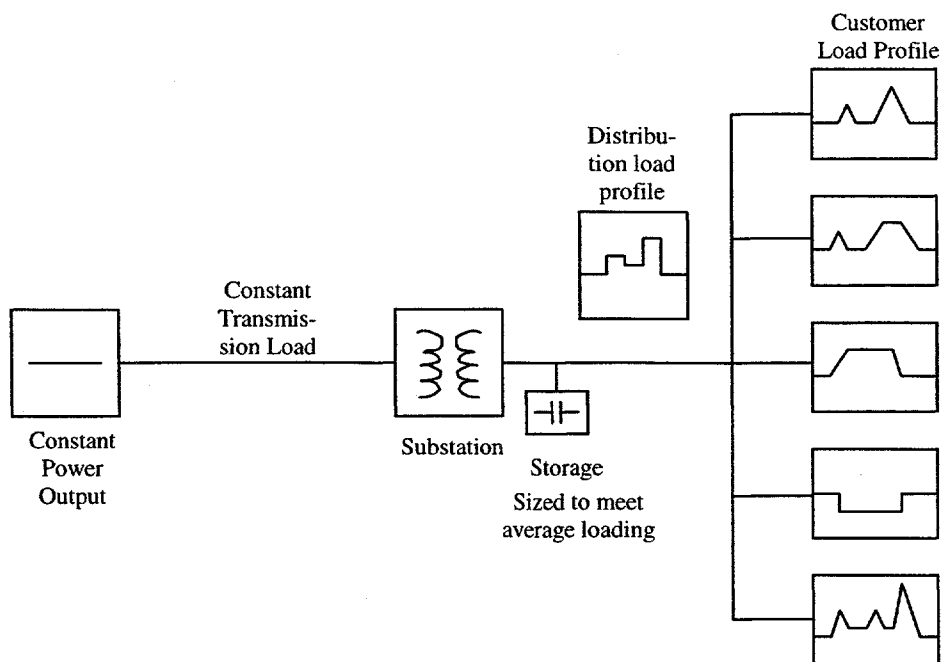 Customer
Load Profile
Distribu-
tion load
profile
Constant
Transmis-
sion Load
Constant
Power
Output
Substation
Storage
Sized to meet
average loading